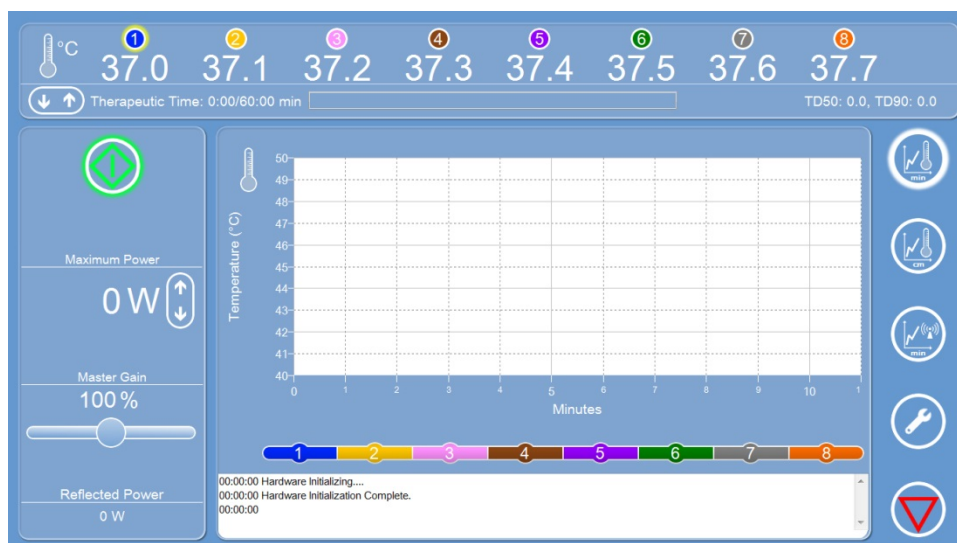 °C
1 2 3 4 5 6 7 8
37.0 37.1 37.2 37.3 37.4 37.5 37.6 37.7
Therapeutic Time: 0:00/60:00 min
TD50: 0.0, TD90: 0.0
Maximum Power
0 W
Master Gain
100 %
Reflected Power
0 W
Temperature (°C)
50
49
48
47
46
45
44
43
42
41
40
0 1 2 3 4 5 6 7 8 9 10 1
Minutes
1 2 3 4 5 6 7 8
00:00:00 Hardware Initializing....
00:00:00 Hardware Initialization Complete.
00:00:00
min
cm
min